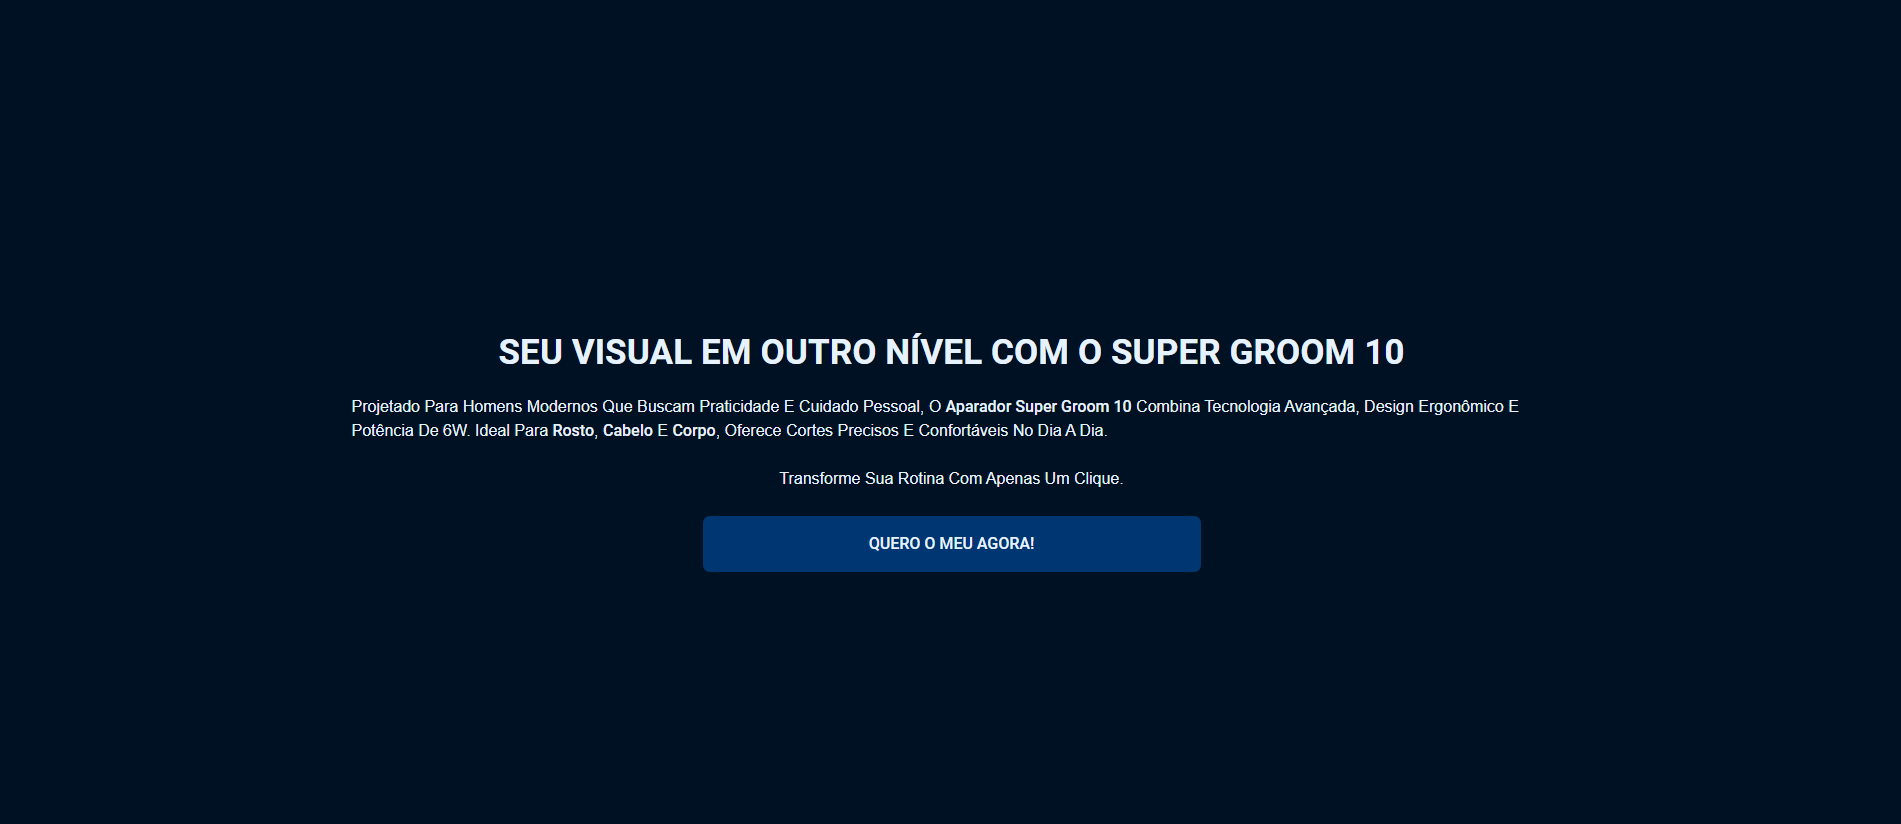 SEU VISUAL EM OUTRO NÍVEL COM O SUPER GROOM 10
Projetado Para Homens Modernos Que Buscam Praticidade E Cuidado Pessoal, O Aparador Super Groom 10 Combina Tecnologia Avançada, Design Ergonômico E
Potência De 6W. Ideal Para Rosto, Cabelo E Corpo, Oferece Cortes Precisos E Confortáveis No Dia A Dia.
Transforme Sua Rotina Com Apenas Um Clique.
QUERO O MEU AGORA!